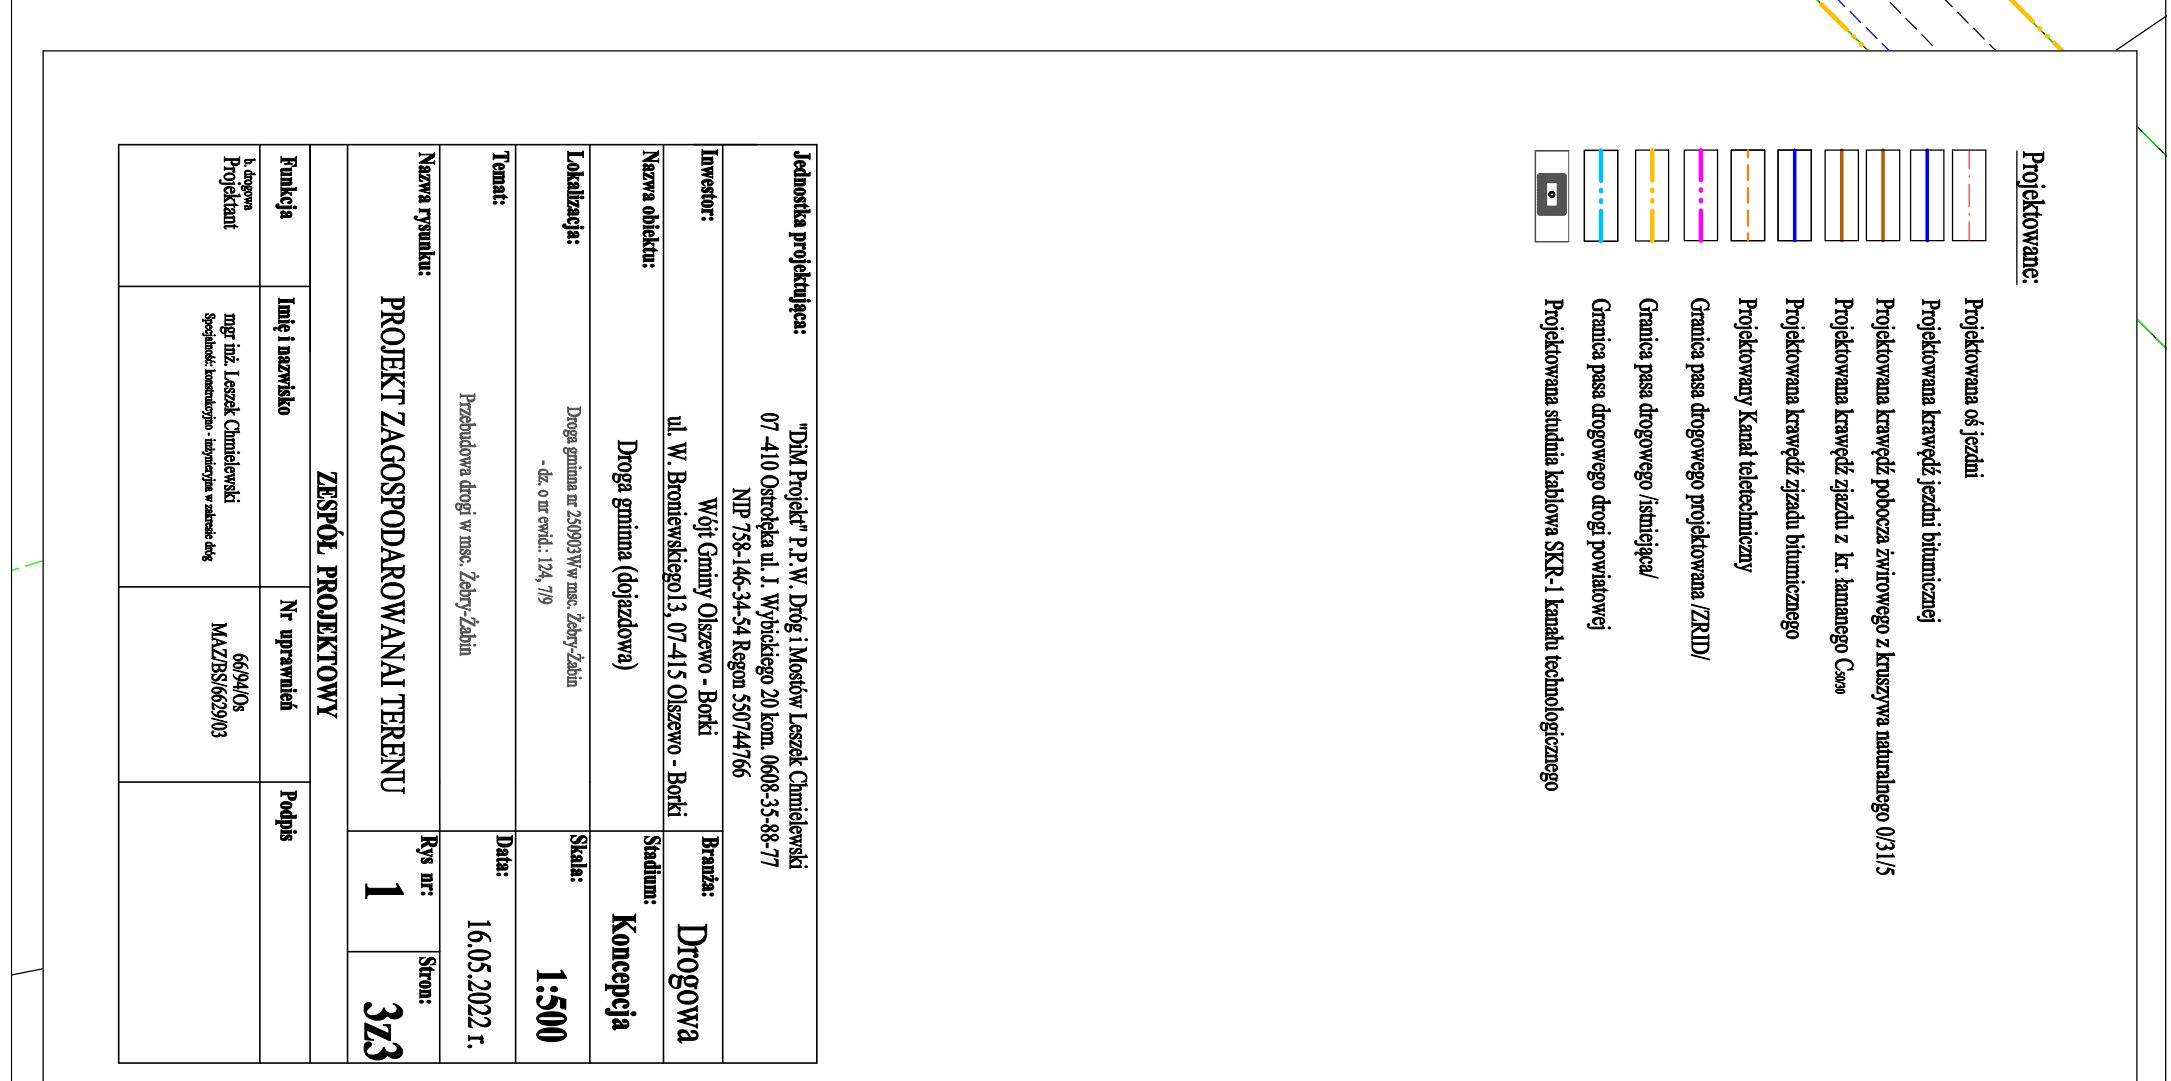 Projektowane:
Projektowana oś jezdni
Projektowana krawędź jezdni bitumicznej
Projektowana krawędź pobocza żwirowego z kruszywa naturalnego 0/31/5
Projektowana krawędź zjazdu z kr. łamanego C50/30
Projektowana krawędź zjzadu bitumicznego
Projektowany Kanał teletechniczny
Granica pasa drogowego projektowana /ZRID/
Granica pasa drogowego /istniejąca/
Granica pasa drogowego drogi powiatowej
Projektowana studnia kablowa SKR-1 kanału technologicznego
Jednostka projektująca:
"DiM Projekt" P.P.W. Dróg i Mostów Leszek Chmielewski
07 -410 Ostrołęka ul. J. Wybickiego 20 kom. 0608-35-88-77
NIP 758-146-34-54 Regon 550744766
Inwestor:
Wójt Gminy Olszewo - Borki
ul. W. Broniewskiego13, 07-415 Olszewo - Borki
Branża:
Drogowa
Nazwa obiektu:
Droga gminna (dojazdowa)
Stadium:
Koncepcja
Lokalizacja:
Droga gminna nr 250903W w msc. Żebry-Żabin
- dz. o nr ewid.: 124, 7/9
Skala:
1:500
Temat:
Przebudowa drogi w msc. Żebry-Żabin
Data:
16.05.2022 r.
Nazwa rysunku:
PROJEKT ZAGOSPODAROWANAI TERENU
Rys nr:
1
Stron:
3z3
ZESPÓŁ PROJEKTOWY
Funkcja
Imię i nazwisko
Nr uprawnień
Podpis
b. drogowa
Projektant
mgr inż. Leszek Chmielewski
Specjalność: konstrukcyjno - inżynieryjna w zakresie dróg
66/94/Os
MAZ/BS/6629/03